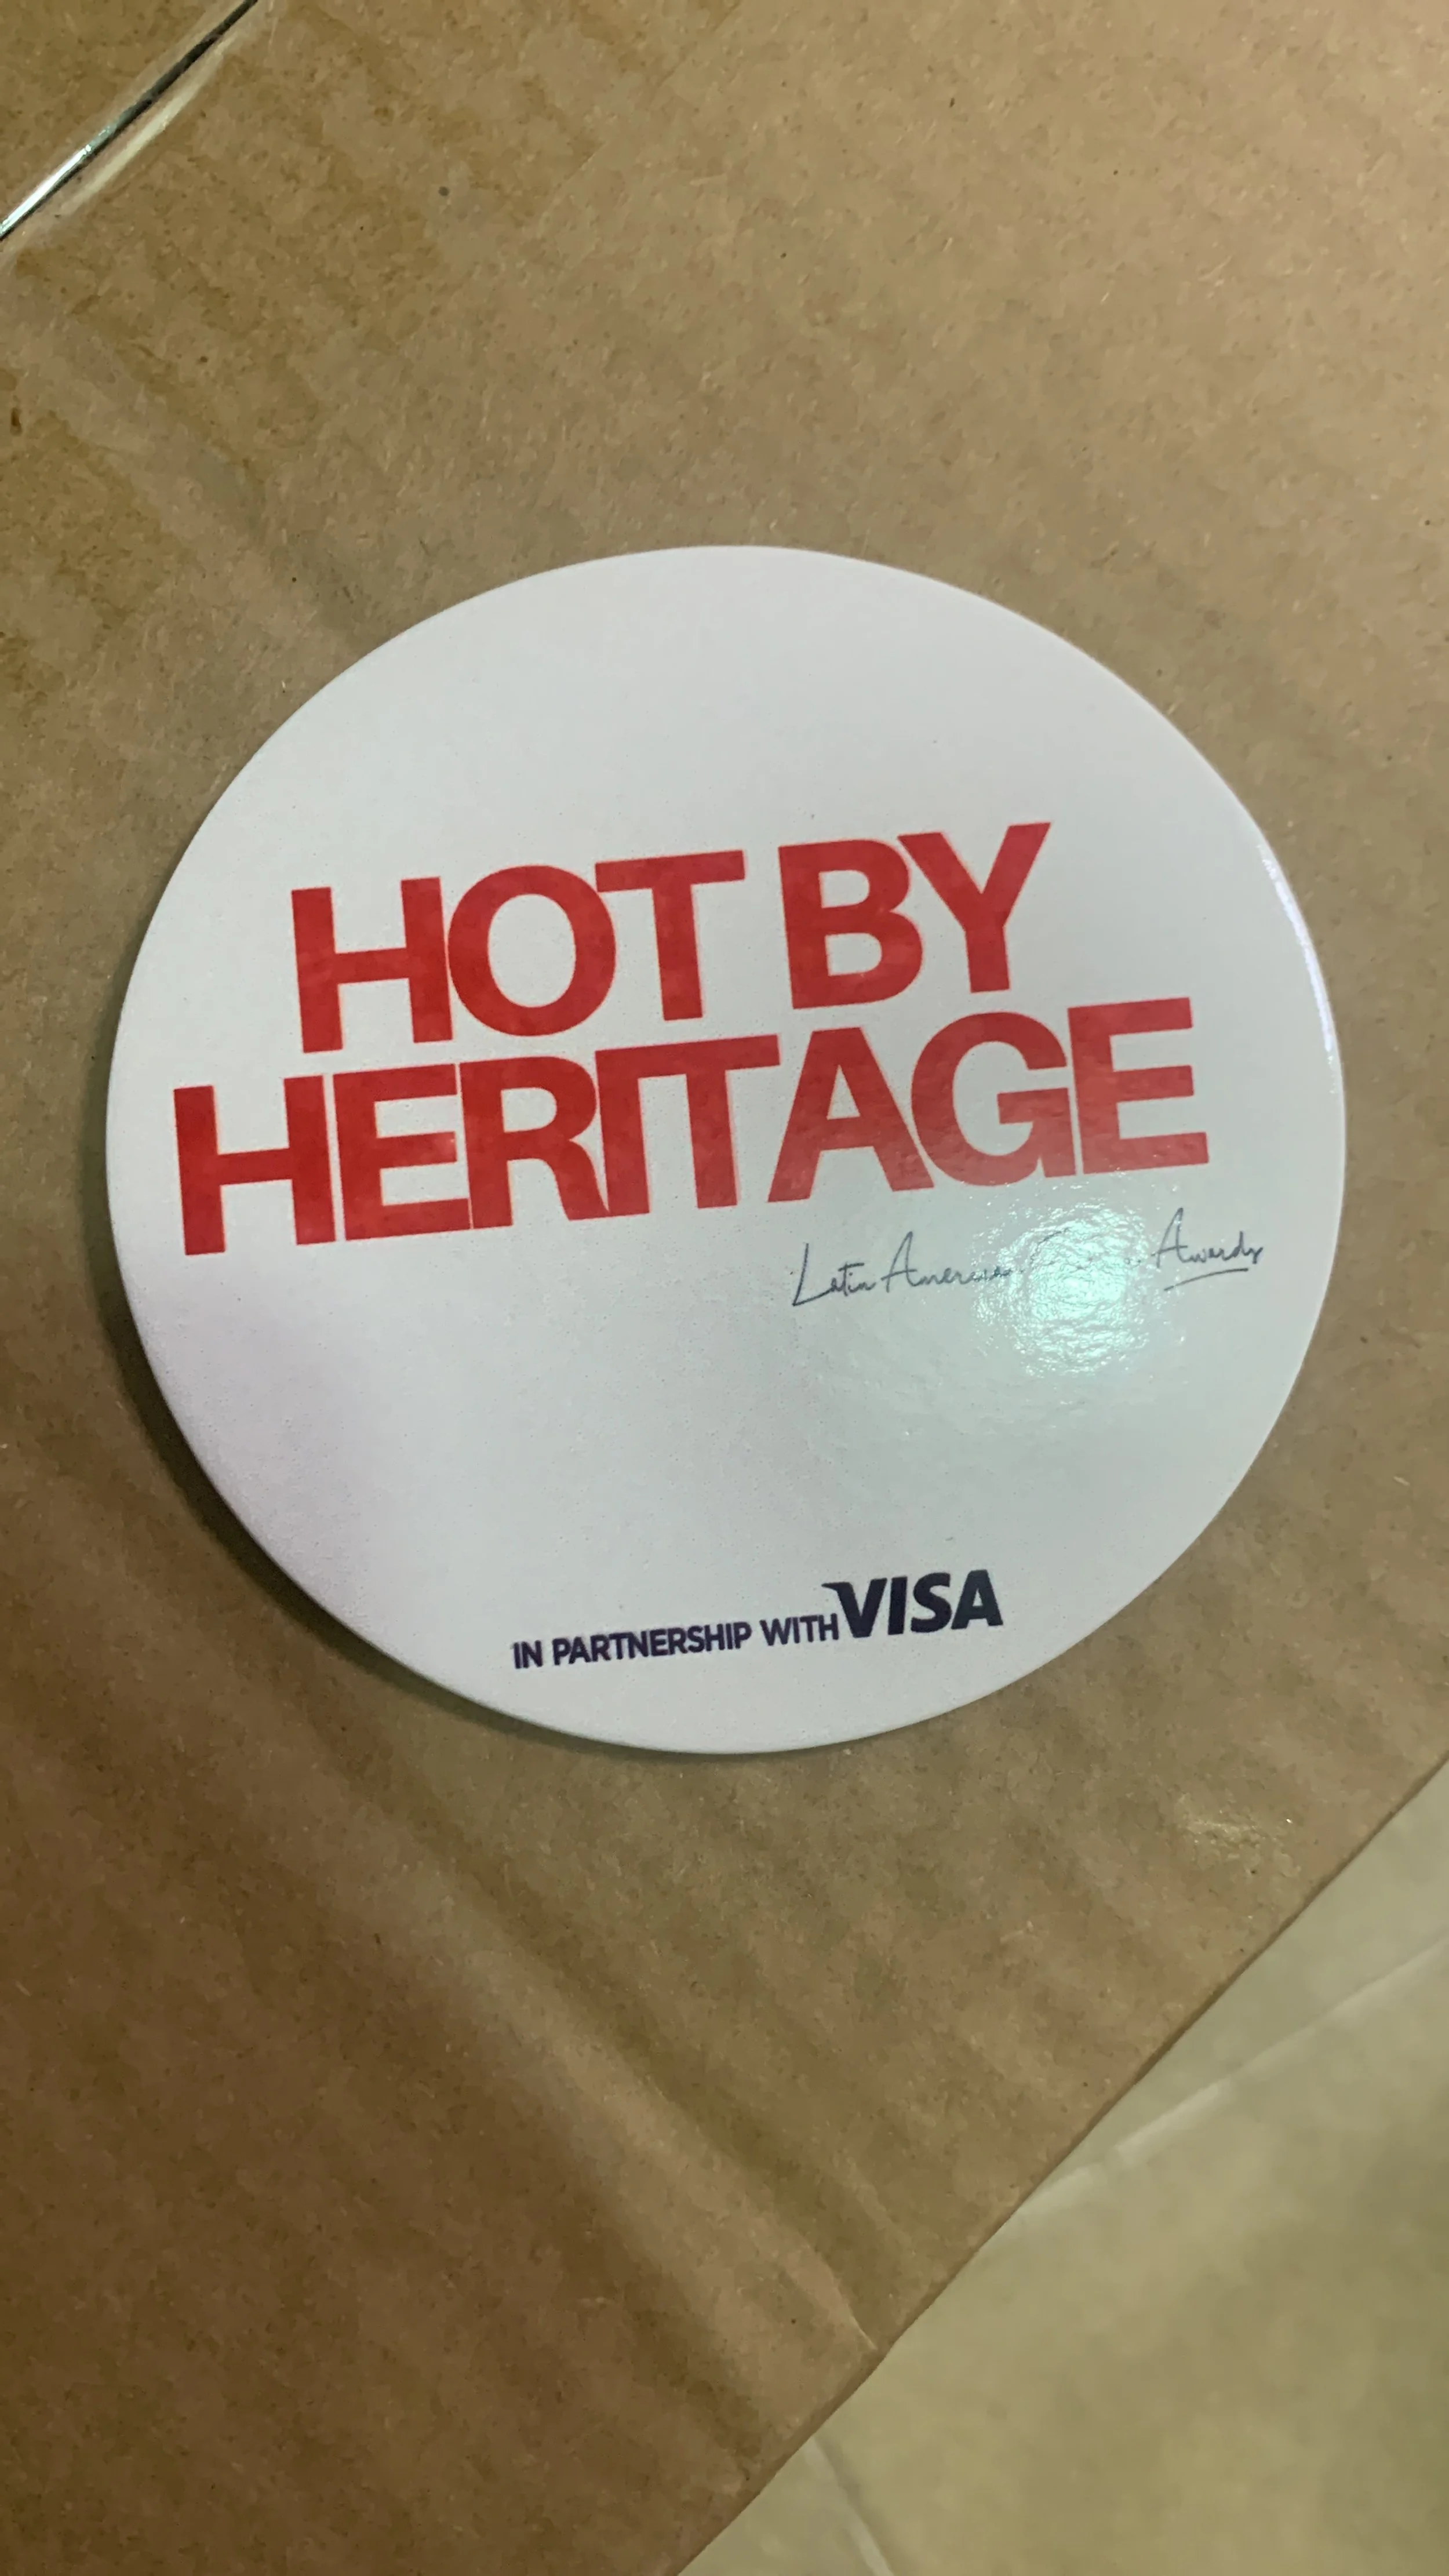 HOT BY
HERITAGE
Latin American Awards
IN PARTNERSHIP WITH VISA